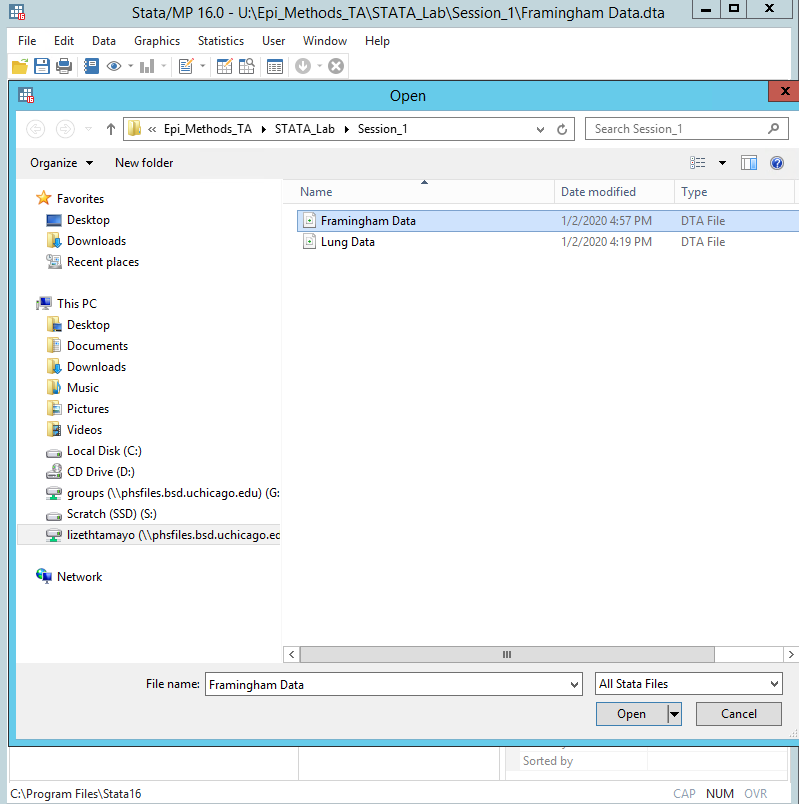 Stata/MP 16.0 - U:\Epi_Methods_TA\STATA_Lab\Session_1\Framingham Data.dta
File Edit Data Graphics Statistics User Window Help
Open
« Epi_Methods_TA STATA_Lab Session_1 Search Session_1
Organize New folder
Name Date modified Type
Favorites
Desktop
Downloads
Recent places
This PC
Desktop
Documents
Downloads
Music
Pictures
Videos
Local Disk (C:)
CD Drive (D:)
groups (\\phsfiles.bsd.uchicago.edu) (G:
Scratch (SSD) (S:)
lizethtamayo (\\phsfiles.bsd.uchicago.ed
Network
Framingham Data 1/2/2020 4:57 PM DTA File
Lung Data 1/2/2020 4:19 PM DTA File
File name: Framingham Data All Stata Files
Open Cancel
Sorted by
C:\Program Files\Stata16 CAP NUM OVR